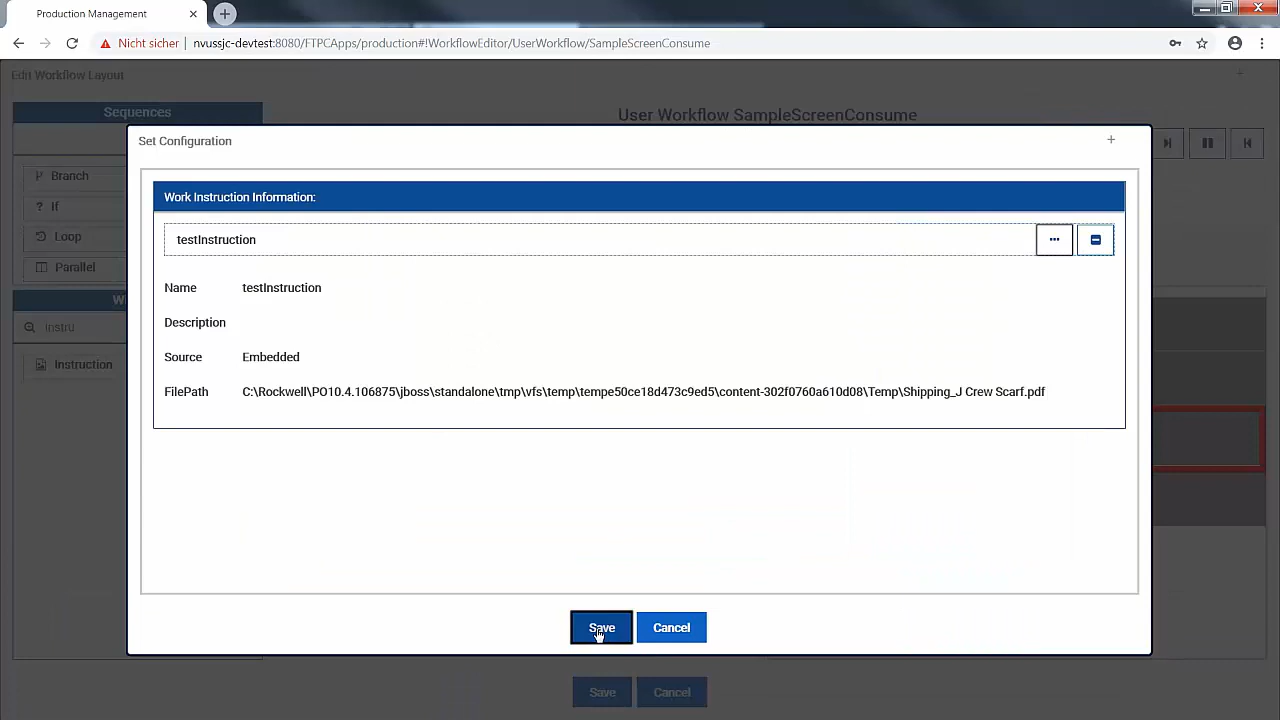 Production Management
Nicht sicher
nvussjc-devtest:8080/FTPCApps/production#!WorkflowEditor/UserWorkflow/SampleScreenConsume
Edit Workflow Layout
Sequences
User Workflow SampleScreenConsume
Set Configuration
Branch
Work Instruction Information:
If
testInstruction
Loop
Parallel
Name testInstruction
Description
instru
Source Embedded
Instruction
FilePath C:\Rockwell\PO10.4.106875\jboss\standalone\tmp\vfs\temp\tempe50ce18d473c9ed5\content-302f0760a610d08\Temp\Shipping_J Crew Scarf.pdf
Save Cancel
Save Cancel